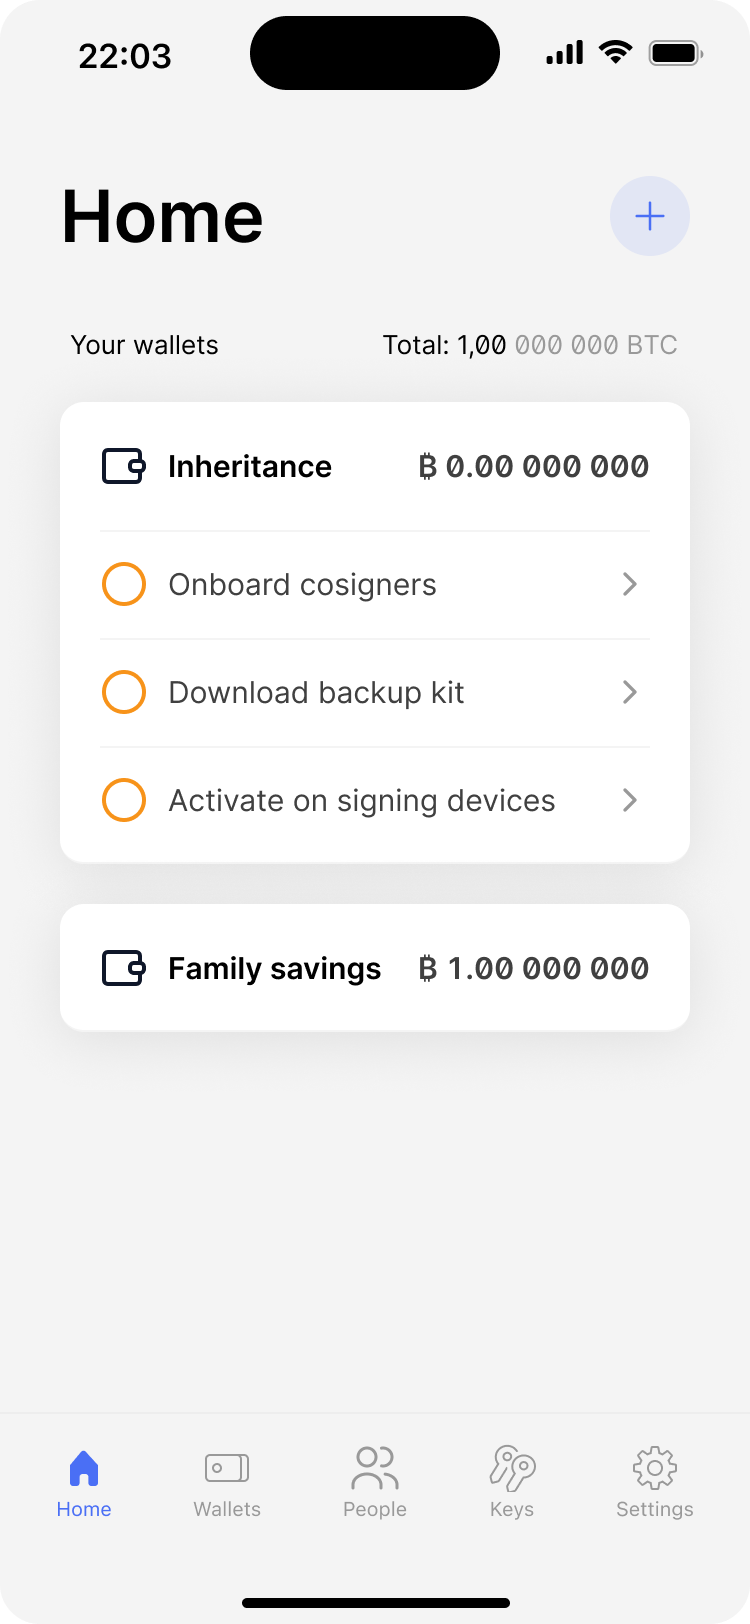 22:03
Home
Your wallets
Total: 1,00 000 000 BTC
Inheritance
₿ 0.00 000 000
Onboard cosigners
Download backup kit
Activate on signing devices
Family savings
₿ 1.00 000 000
Home
Wallets
People
Keys
Settings